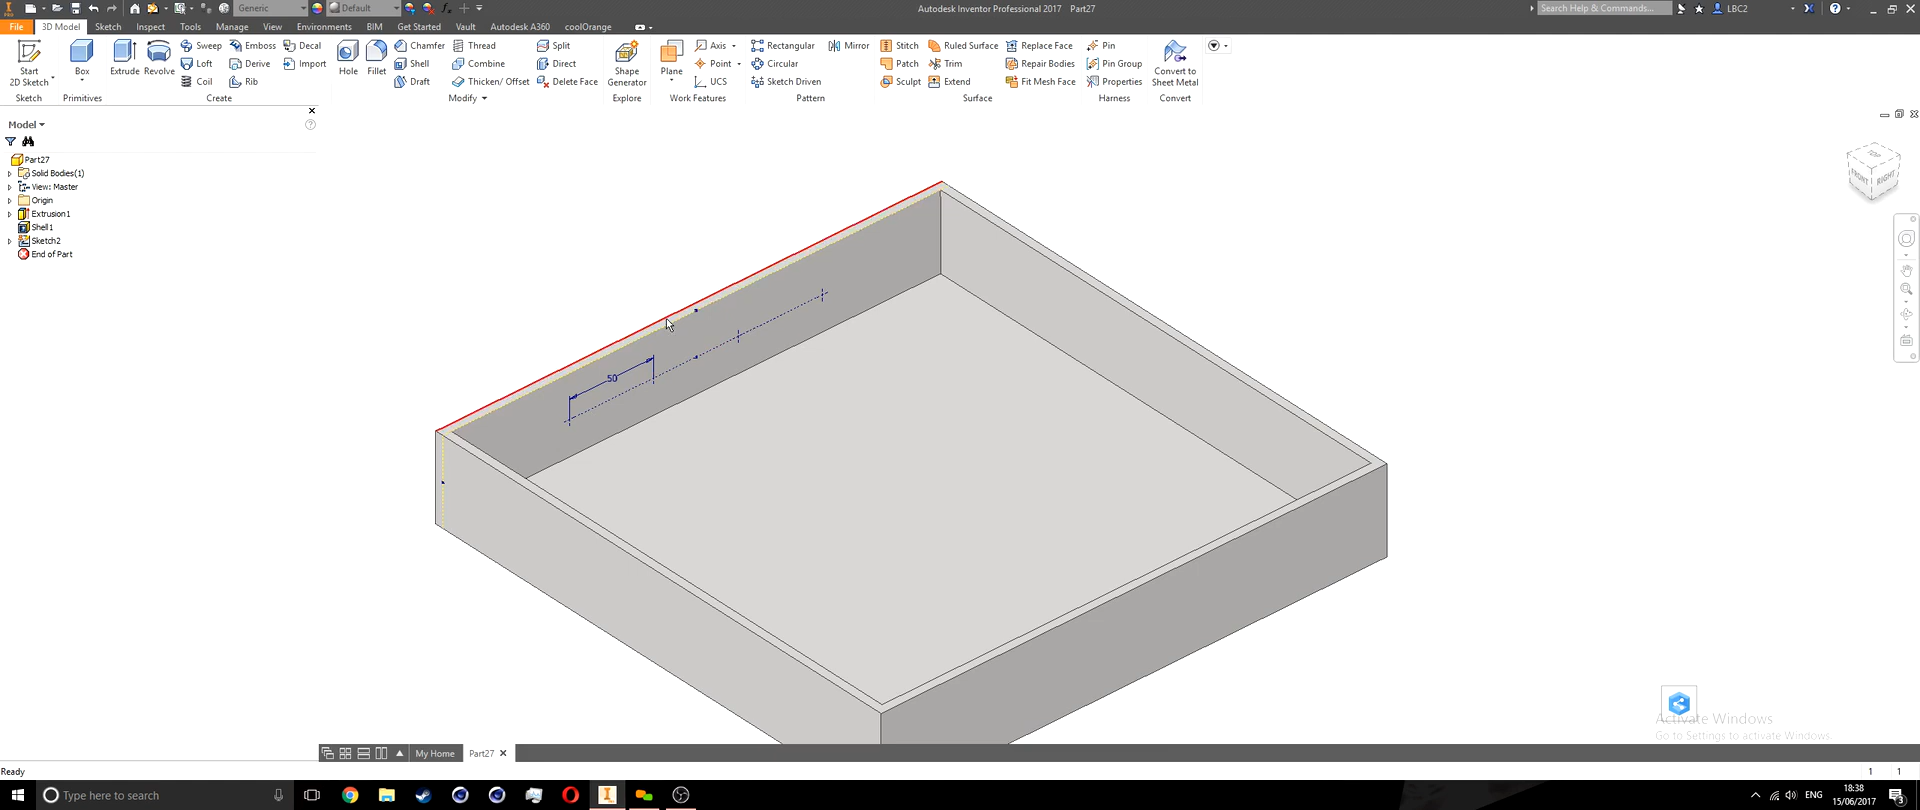 Generic
Default
Autodesk Inventor Professional 2017 Part27
Search Help & Commands...
LBC2
File 3D Model Sketch Inspect Tools Manage View Environments BIM Get Started Vault Autodesk A360 coolOrange
Start
2D Sketch
Box
Extrude
Revolve
Sweep
Loft
Coil
Emboss
Derive
Rib
Decal
Import
Hole
Fillet
Chamfer
Shell
Draft
Thread
Combine
Thicken/ Offset
Split
Direct
Delete Face
Shape
Generator
Plane
Axis
Point
UCS
Rectangular
Circular
Sketch Driven
Mirror
Stitch
Patch
Sculpt
Ruled Surface
Trim
Extend
Replace Face
Repair Bodies
Fit Mesh Face
Pin
Pin Group
Properties
Convert to
Sheet Metal
Sketch Primitives Create Modify Explore Work Features Pattern Surface Harness Convert
Model
Part27
Solid Bodies(1)
View: Master
Origin
Extrusion1
Shell1
Sketch2
End of Part
50
TOP
FRONT
RIGHT
Activate Windows
Go to Settings to activate Windows.
My Home Part27
Ready
1 1
Type here to search
ENG
18:38
15/06/2017
3